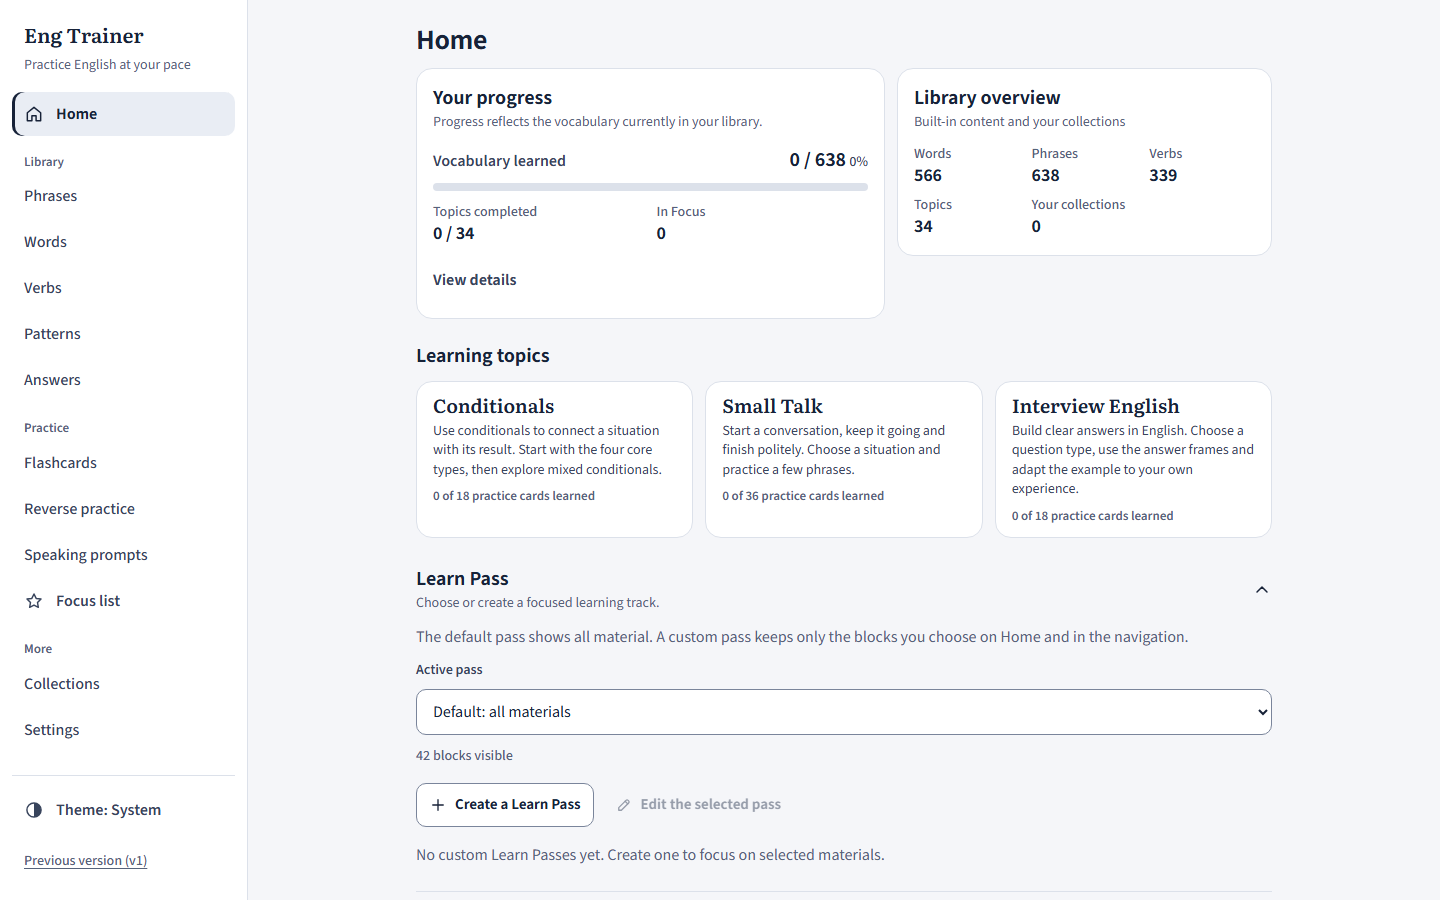 Eng Trainer
Practice English at your pace
Home
Library
Phrases
Words
Verbs
Patterns
Answers
Practice
Flashcards
Reverse practice
Speaking prompts
Focus list
More
Collections
Settings
Theme: System
Previous version (v1)
Home
Your progress
Progress reflects the vocabulary currently in your library.
Vocabulary learned 0 / 638 0%
Topics completed In Focus
0 / 34 0
View details
Library overview
Built-in content and your collections
Words Phrases Verbs
566 638 339
Topics Your collections
34 0
Learning topics
Conditionals
Use conditionals to connect a situation
with its result. Start with the four core
types, then explore mixed conditionals.
0 of 18 practice cards learned
Small Talk
Start a conversation, keep it going and
finish politely. Choose a situation and
practice a few phrases.
0 of 36 practice cards learned
Interview English
Build clear answers in English. Choose a
question type, use the answer frames and
adapt the example to your own
experience.
0 of 18 practice cards learned
Learn Pass
Choose or create a focused learning track.
The default pass shows all material. A custom pass keeps only the blocks you choose on Home and in the navigation.
Active pass
Default: all materials
42 blocks visible
Create a Learn Pass Edit the selected pass
No custom Learn Passes yet. Create one to focus on selected materials.